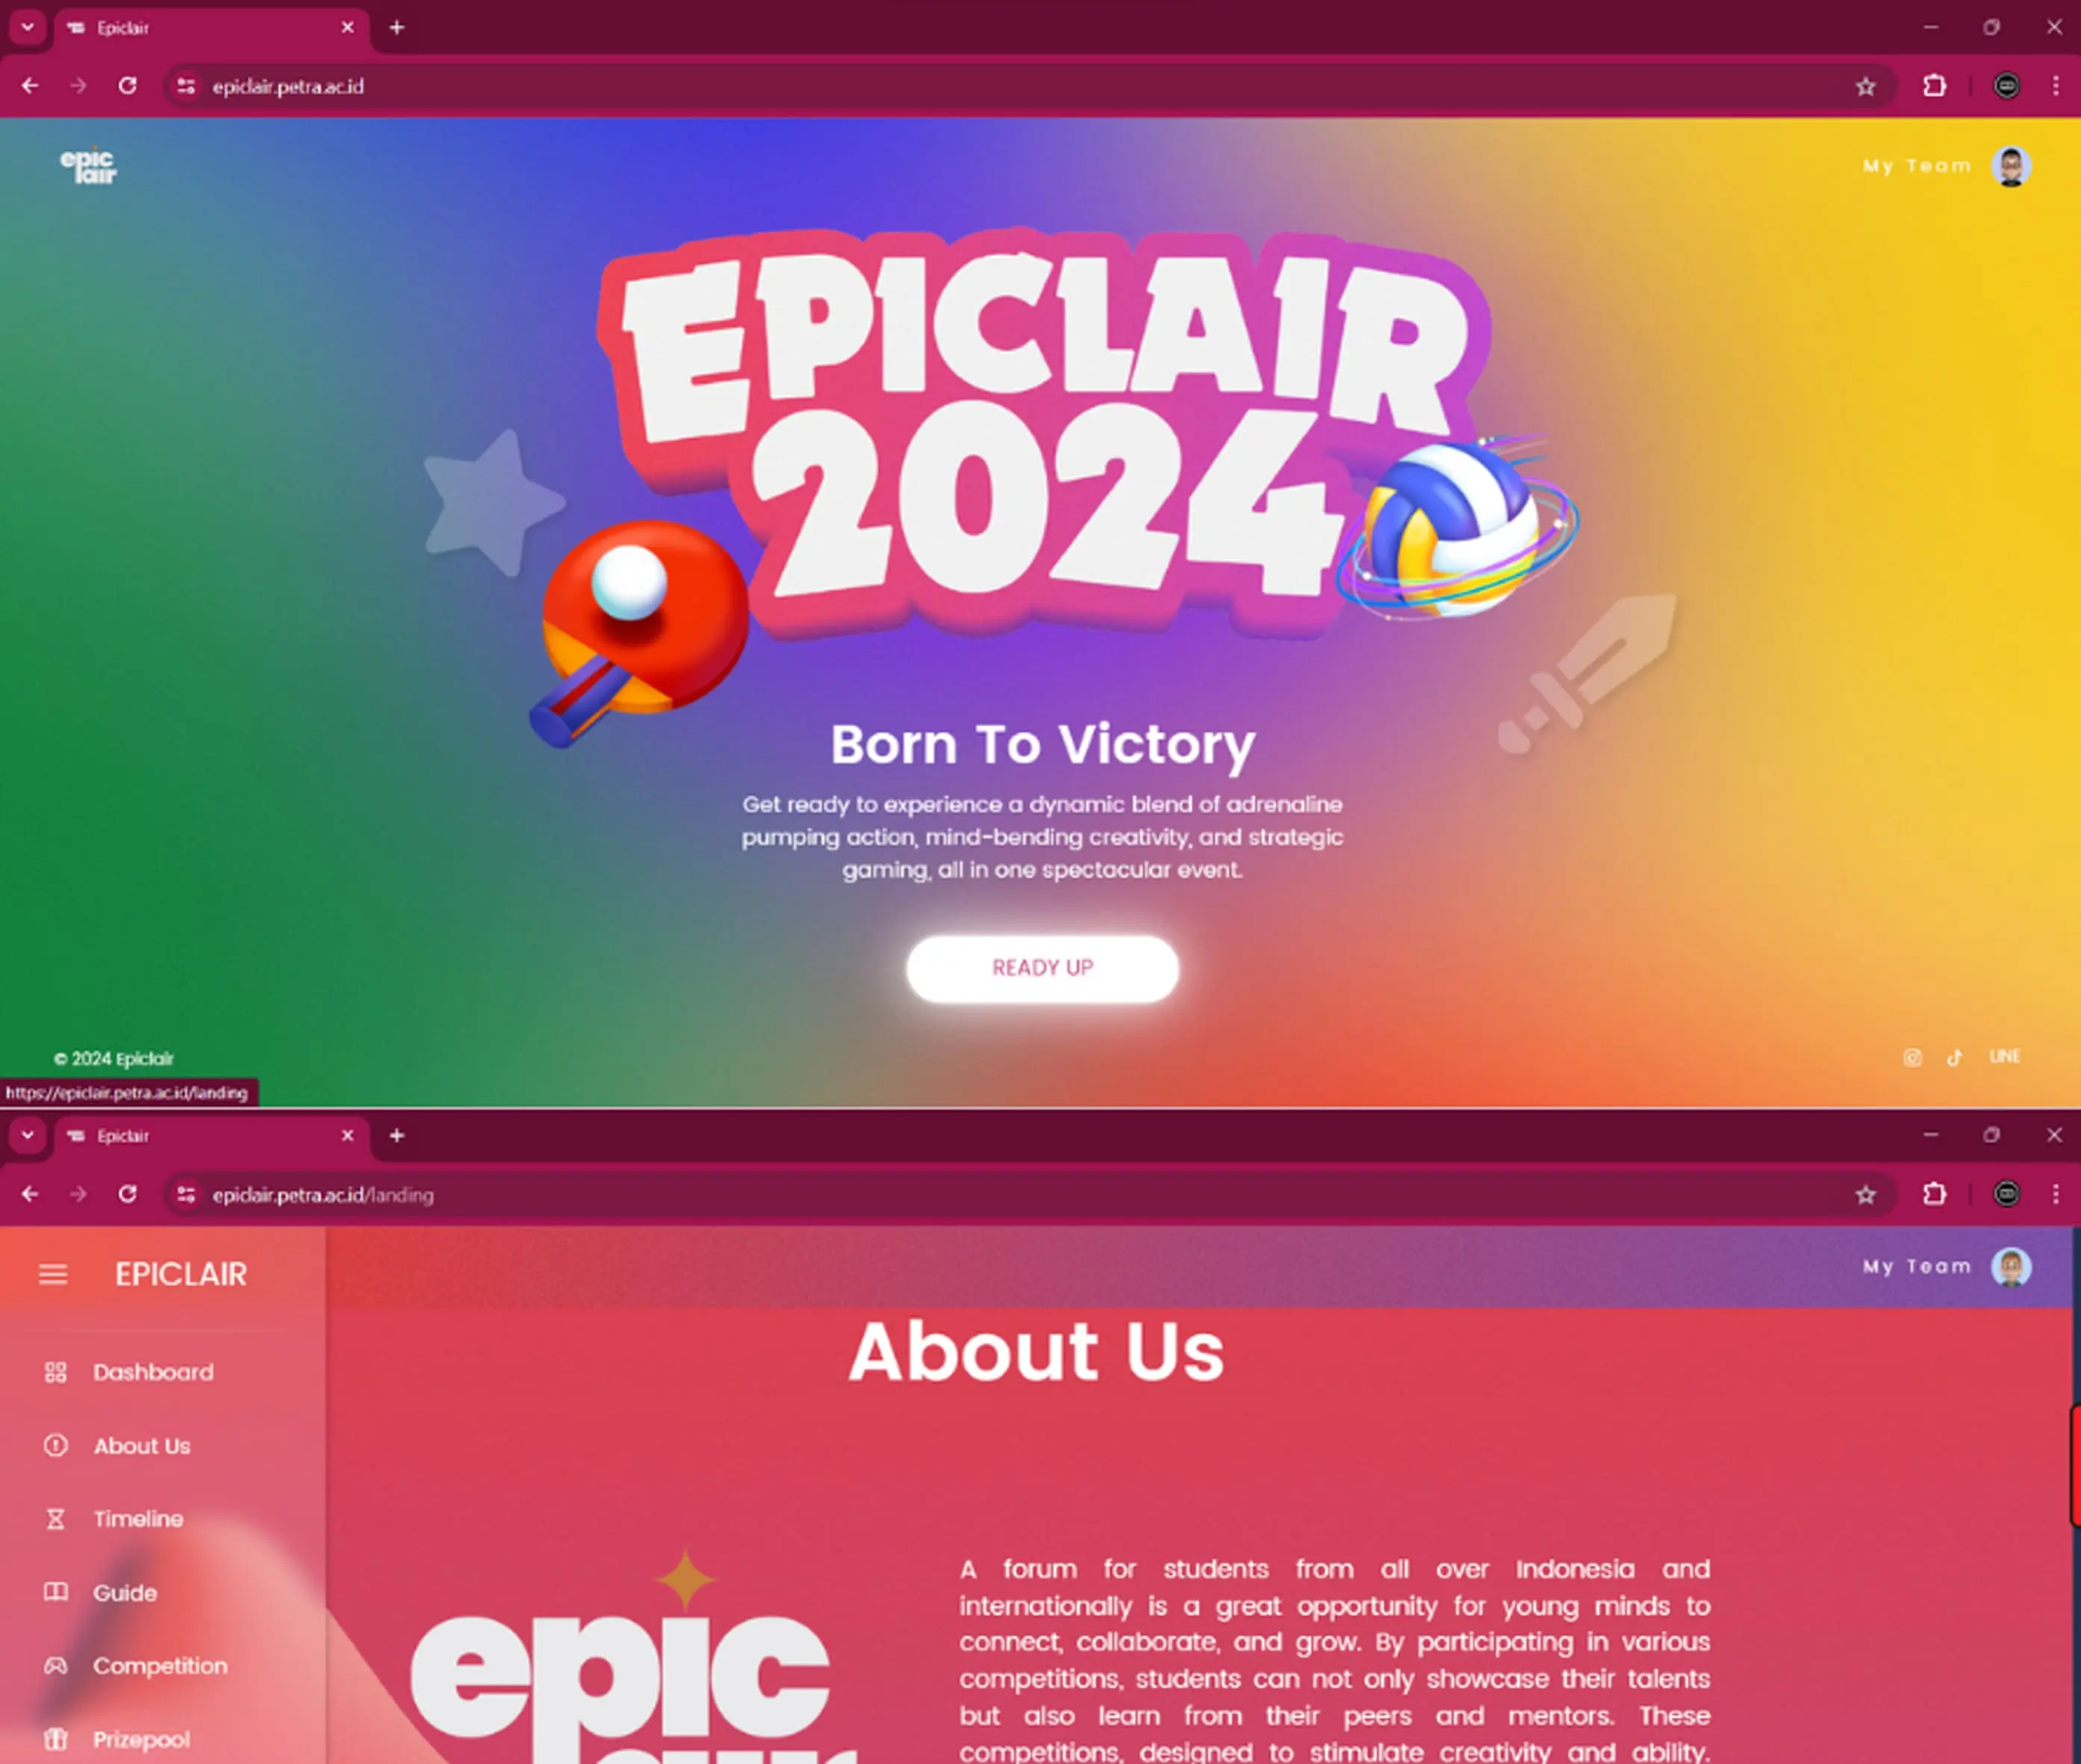 Epiclair
epiclair.petra.ac.id
epic
lair
My Team
EPICLAIR
2024
Born To Victory
Get ready to experience a dynamic blend of adrenaline
pumping action, mind-bending creativity, and strategic
gaming, all in one spectacular event.
READY UP
© 2024 Epiclair
LINE
https://epiclair.petra.ac.id/landing
Epiclair
epiclair.petra.ac.id/landing
EPICLAIR
My Team
About Us
Dashboard
About Us
Timeline
Guide
Competition
Prizepool
epic
A forum for students from all over Indonesia and
internationally is a great opportunity for young minds to
connect, collaborate, and grow. By participating in various
competitions, students can not only showcase their talents
but also learn from their peers and mentors. These
competitions, designed to stimulate creativity and ability.